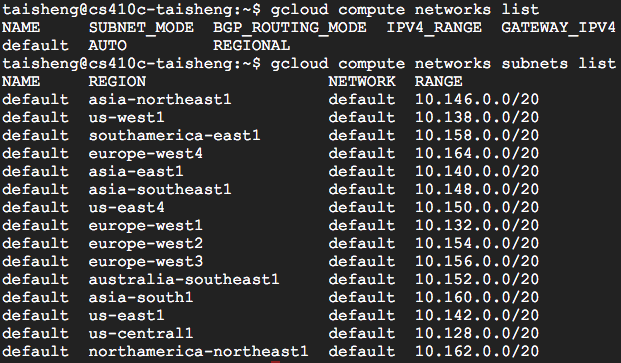 taisheng@cs410c-taisheng:~$ gcloud compute networks list
NAME     SUBNET_MODE  BGP_ROUTING_MODE  IPV4_RANGE  GATEWAY_IPV4
default  AUTO         REGIONAL
taisheng@cs410c-taisheng:~$ gcloud compute networks subnets list
NAME     REGION                   NETWORK  RANGE
default  asia-northeast1          default  10.146.0.0/20
default  us-west1                 default  10.138.0.0/20
default  southamerica-east1       default  10.158.0.0/20
default  europe-west4             default  10.164.0.0/20
default  asia-east1               default  10.140.0.0/20
default  asia-southeast1          default  10.148.0.0/20
default  us-east4                 default  10.150.0.0/20
default  europe-west1             default  10.132.0.0/20
default  europe-west2             default  10.154.0.0/20
default  europe-west3             default  10.156.0.0/20
default  australia-southeast1     default  10.152.0.0/20
default  asia-south1              default  10.160.0.0/20
default  us-east1                 default  10.142.0.0/20
default  us-central1              default  10.128.0.0/20
default  northamerica-northeast1  default  10.162.0.0/20